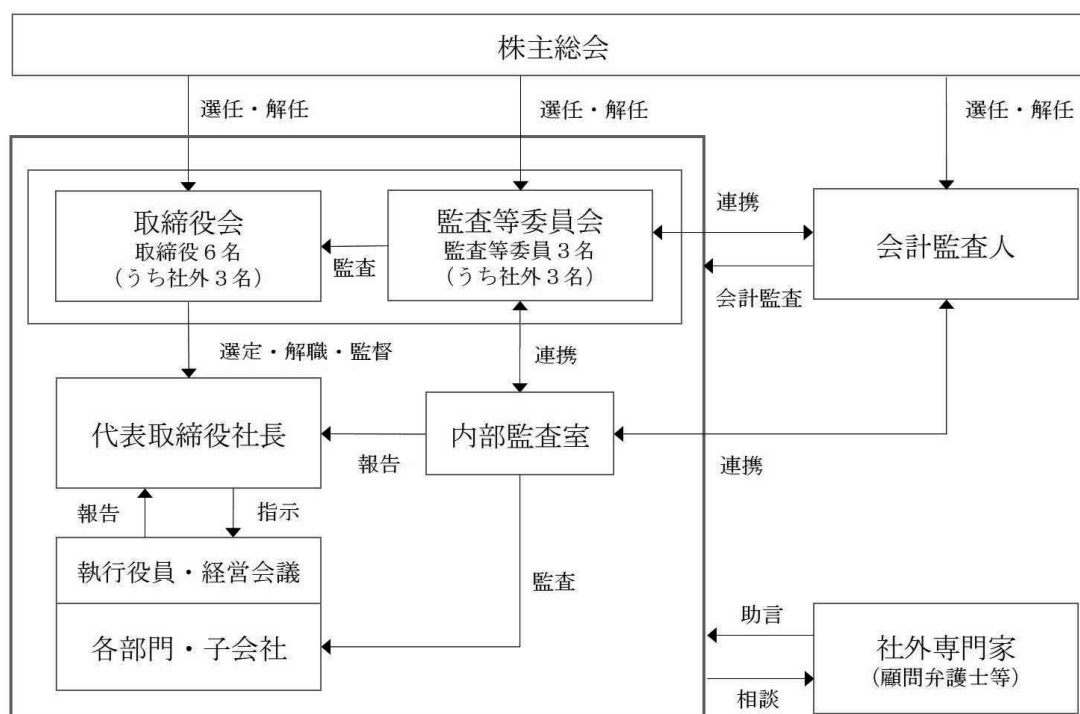 株主総会
選任・解任
選任・解任
選任・解任
取締役会
取締役６名
（うち社外３名）
監査
監査等委員会
監査等委員３名
（うち社外３名）
連携
会計監査
会計監査人
選定・解職・監督
連携
代表取締役社長
報告
内部監査室
連携
報告
指示
執行役員・経営会議
各部門・子会社
監査
助言
相談
社外専門家
（顧問弁護士等）